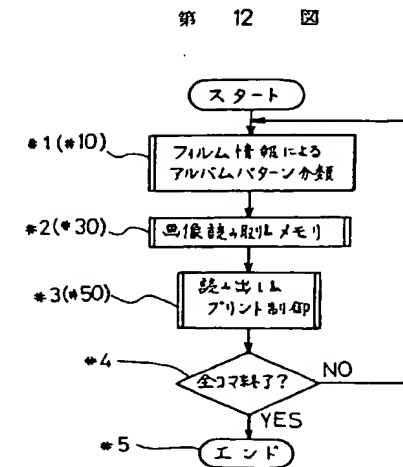 第 12 図
スタート
#1(#10)
フィルム情報による
アルバムパターン分類
#2(#30)
画像読み取り&メモリ
#3(#50)
読み出し&
プリント制御
#4
全コマ終了?
NO
YES
#5
エンド